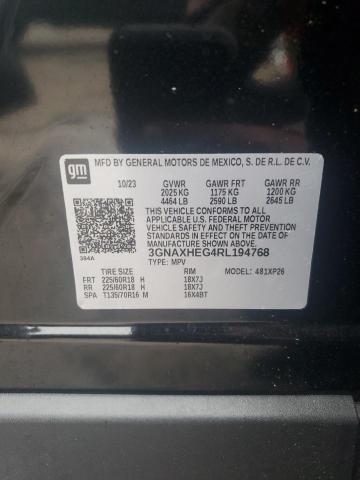 gm
MFD BY GENERAL MOTORS DE MEXICO, S. DE R.L. DE C.V.
10/23 GVWR GAWR FRT GAWR RR
2025 KG 1175 KG 1200 KG
4464 LB 2590 LB 2645 LB
THIS VEHICLE CONFORMS TO ALL APPLICABLE
U.S. FEDERAL MOTOR VEHICLE SAFETY AND
THEFT PREVENTION STANDARDS IN EFFECT ON
THE DATE OF MANUFACTURE SHOWN ABOVE.
384A 3GNAXHEG4RL194768
TYPE: MPV MODEL: 481XP26
TIRE SIZE RIM
FRT 225/60R18 H 18X7J
RR 225/60R18 H 18X7J
SPA T135/70R16 M 16X4BT